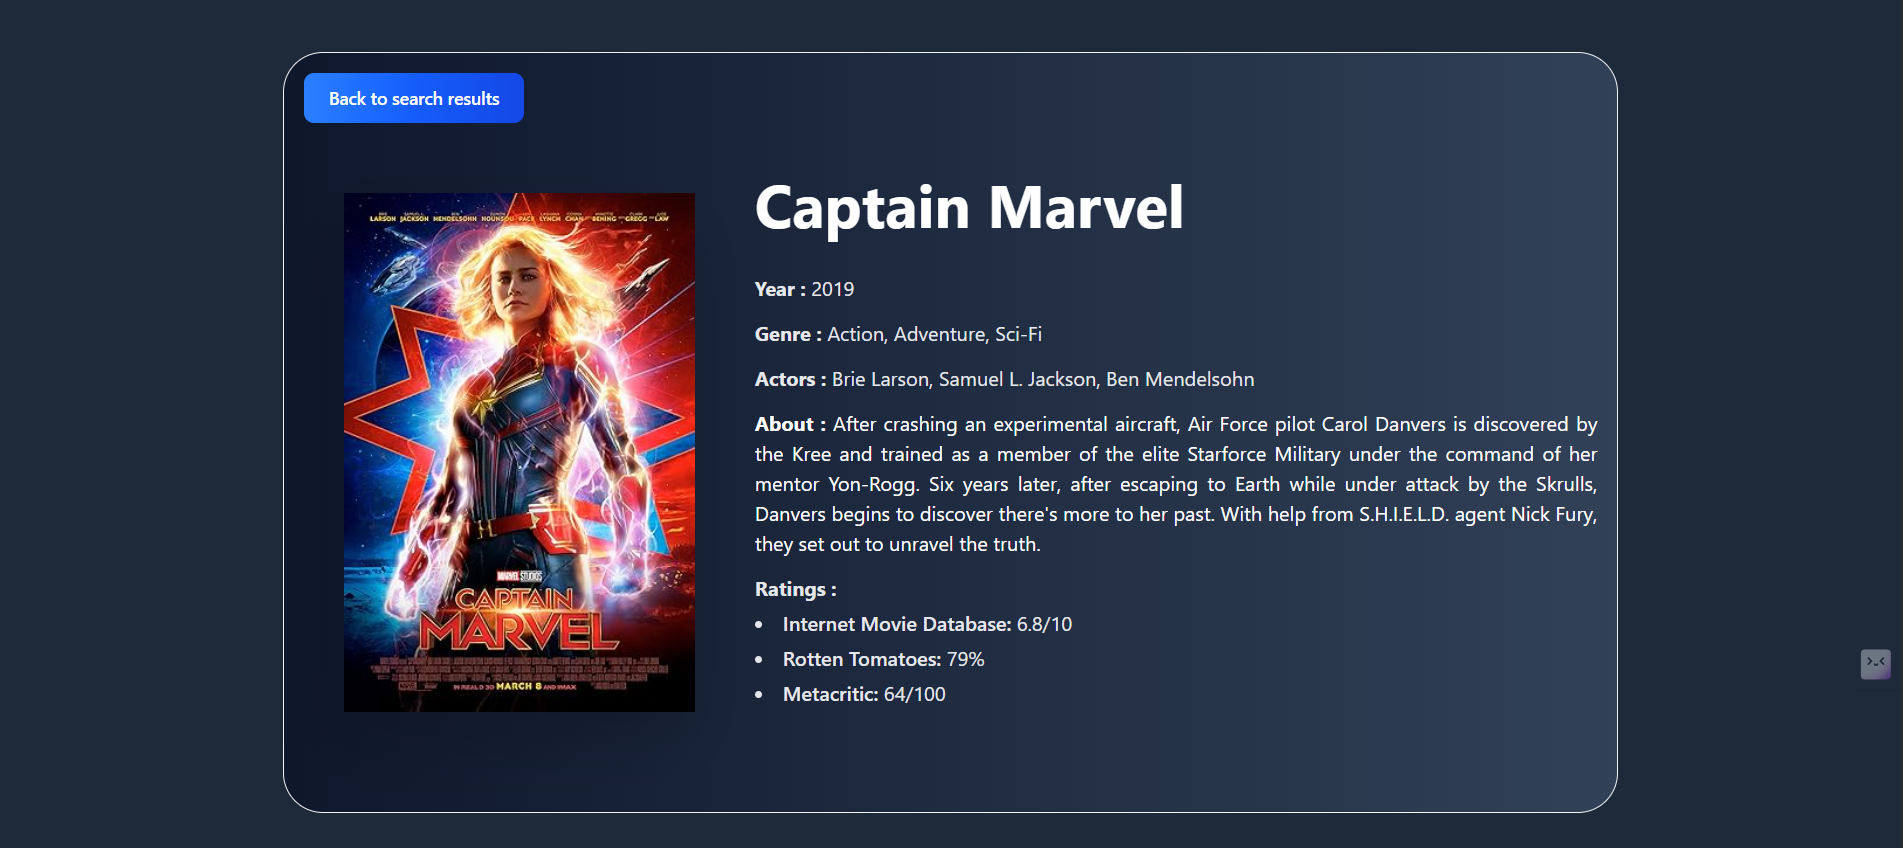 Back to search results
LARSON JACKSON MENDELSOHN HOUNSOU PACE LYNCH CHAN BENING GREGG LAW
MARVEL STUDIOS
CAPTAIN
MARVEL
IN REAL D 3D MARCH 8 AND IMAX
Captain Marvel
Year : 2019
Genre : Action, Adventure, Sci-Fi
Actors : Brie Larson, Samuel L. Jackson, Ben Mendelsohn
About : After crashing an experimental aircraft, Air Force pilot Carol Danvers is discovered by
the Kree and trained as a member of the elite Starforce Military under the command of her
mentor Yon-Rogg. Six years later, after escaping to Earth while under attack by the Skrulls,
Danvers begins to discover there's more to her past. With help from S.H.I.E.L.D. agent Nick Fury,
they set out to unravel the truth.
Ratings :
• Internet Movie Database: 6.8/10
• Rotten Tomatoes: 79%
• Metacritic: 64/100